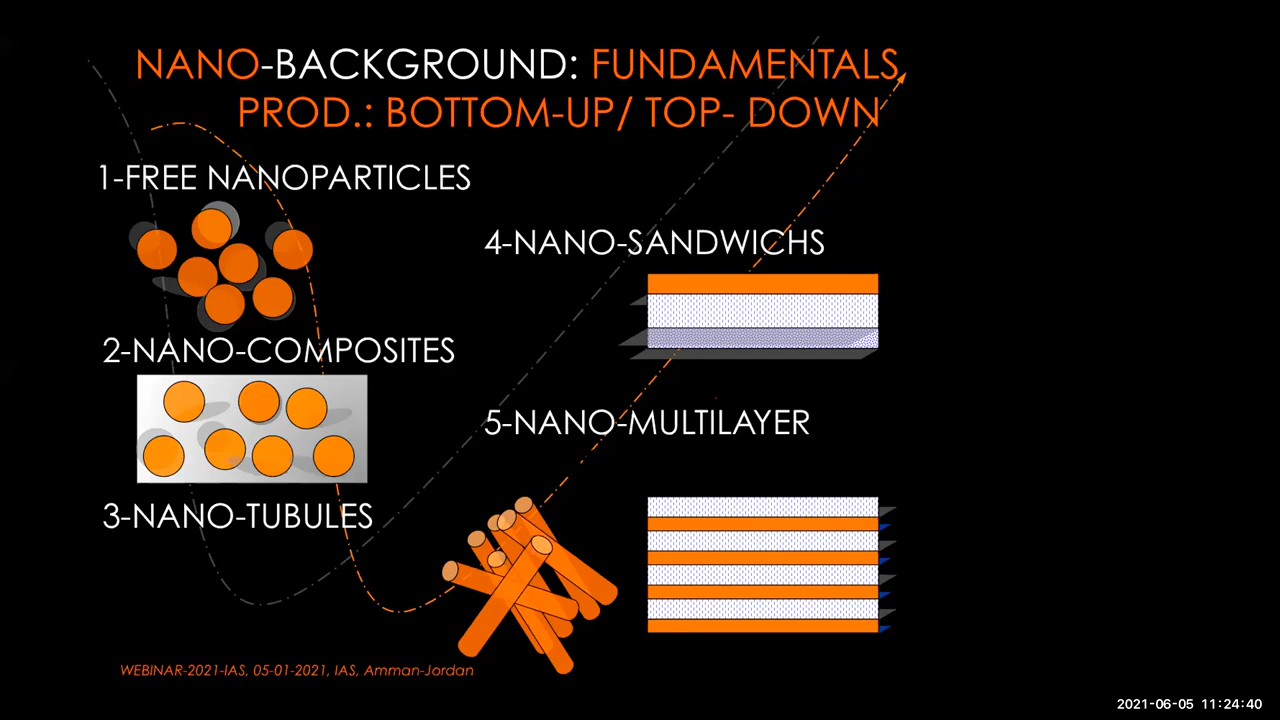 NANO-BACKGROUND: FUNDAMENTALS
PROD.: BOTTOM-UP/ TOP- DOWN
1-FREE NANOPARTICLES
2-NANO-COMPOSITES
3-NANO-TUBULES
4-NANO-SANDWICHS
5-NANO-MULTILAYER
WEBINAR-2021-IAS, 05-01-2021, IAS, Amman-Jordan
2021-06-05 11:24:40